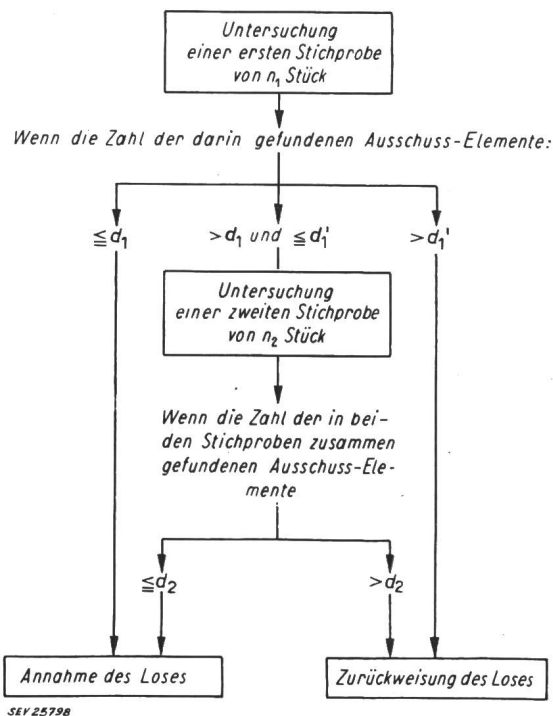 Untersuchung
einer ersten Stichprobe
von n₁ Stück
Wenn die Zahl der darin gefundenen Ausschuss-Elemente:
≦d₁
>d₁ und ≦d₁'
>d₁'
Untersuchung
einer zweiten Stichprobe
von n₂ Stück
Wenn die Zahl der in bei-
den Stichproben zusammen
gefundenen Ausschuss-Ele-
mente
≦d₂
>d₂
Annahme des Loses
Zurückweisung des Loses
SEV 25798